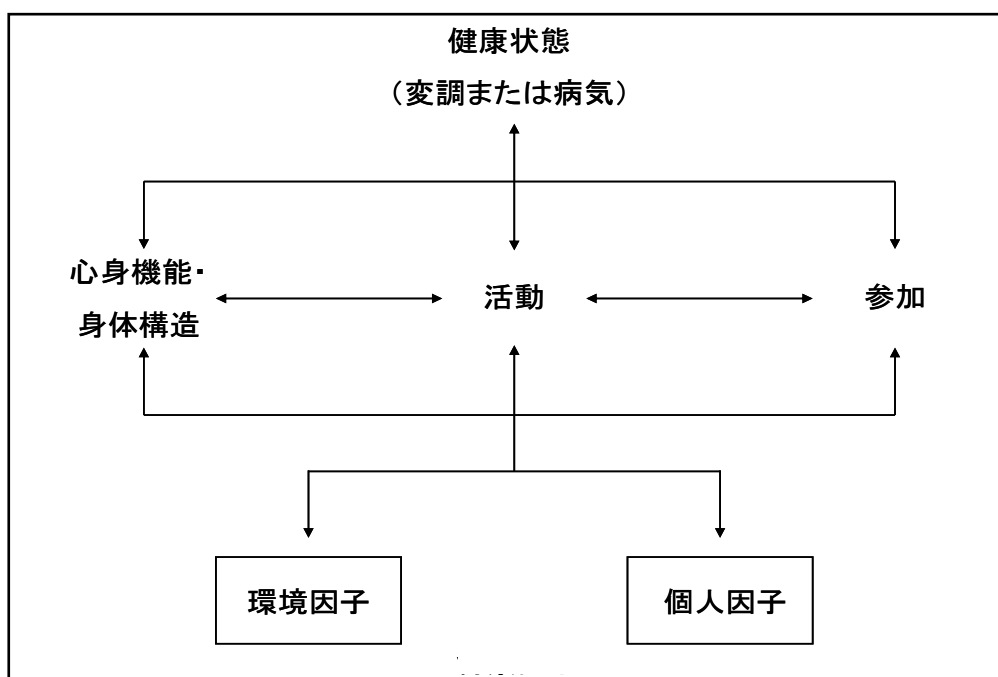 健康状態
（変調または病気）
心身機能・
身体構造
活動
参加
環境因子
個人因子